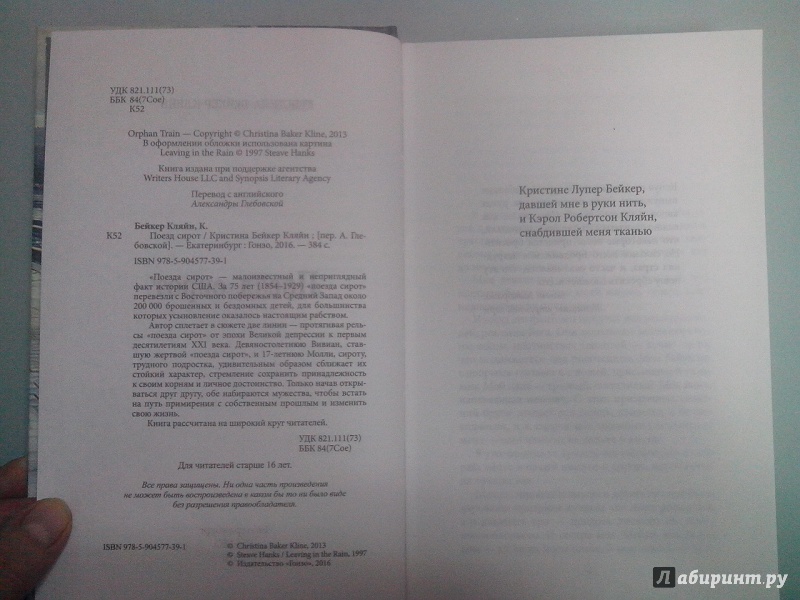 УДК 821.111(73)
ББК 84(7Сое)
К52
Orphan Train — Copyright © Christina Baker Kline, 2013
В оформлении обложки использована картина
Leaving in the Rain © 1997 Steave Hanks
Книга издана при поддержке агентства
Writers House LLC and Synopsis Literary Agency
Перевод с английского
Александры Глебовской
Бейкер Кляйн, К.
К52 Поезд сирот / Кристина Бейкер Кляйн ; [пер. А. Гле-
бовской]. — Екатеринбург : Гонзо, 2016. — 384 с.
ISBN 978-5-904577-39-1
«Поезда сирот» — малоизвестный и неприглядный
факт истории США. За 75 лет (1854–1929) «поезда сирот»
перевезли с Восточного побережья на Средний Запад около
200 000 брошенных и бездомных детей, для большинства
которых усыновление оказалось настоящим рабством.
Автор сплетает в сюжете две линии — протягивая рель-
сы «поезда сирот» от эпохи Великой депрессии к первым
десятилетиям XXI века. Девяностолетнюю Вивиан, став-
шую жертвой «поезда сирот», и 17-летнюю Молли, сироту,
трудного подростка, удивительным образом сближает их
стойкий характер, стремление сохранить принадлежность
к своим корням и личное достоинство. Только начав откры-
ваться друг другу, обе набираются мужества, чтобы встать
на путь примирения с собственным прошлым и изменить
свою жизнь.
Книга рассчитана на широкий круг читателей.
УДК 821.111(73)
ББК 84(7Сое)
Для читателей старше 16 лет.
Все права защищены. Ни одна часть произведения
не может быть воспроизведена в каком бы то ни было виде
без разрешения правообладателя.
ISBN 978-5-904577-39-1
© Christina Baker Kline, 2013
© Steave Hanks / Leaving in the Rain, 1997
© Издательство «Гонзо», 2016
Кристине Лупер Бейкер,
давшей мне в руки нить,
и Кэрол Робертсон Кляйн,
снабдившей меня тканью
Лабиринт.ру